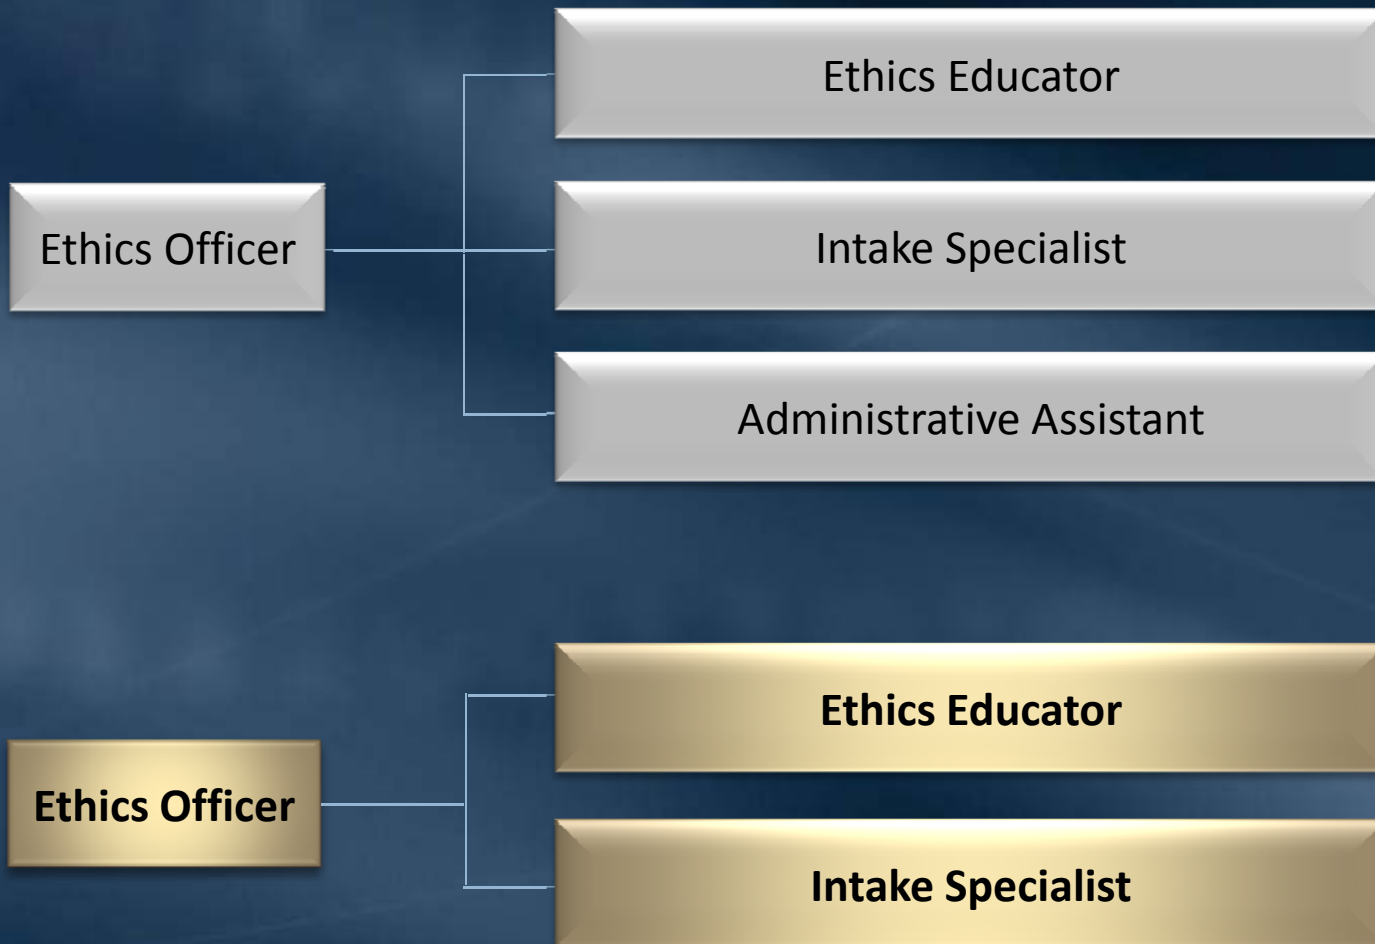 Ethics Educator
Ethics Officer
Intake Specialist
Administrative Assistant
Ethics Educator
Ethics Officer
Intake Specialist